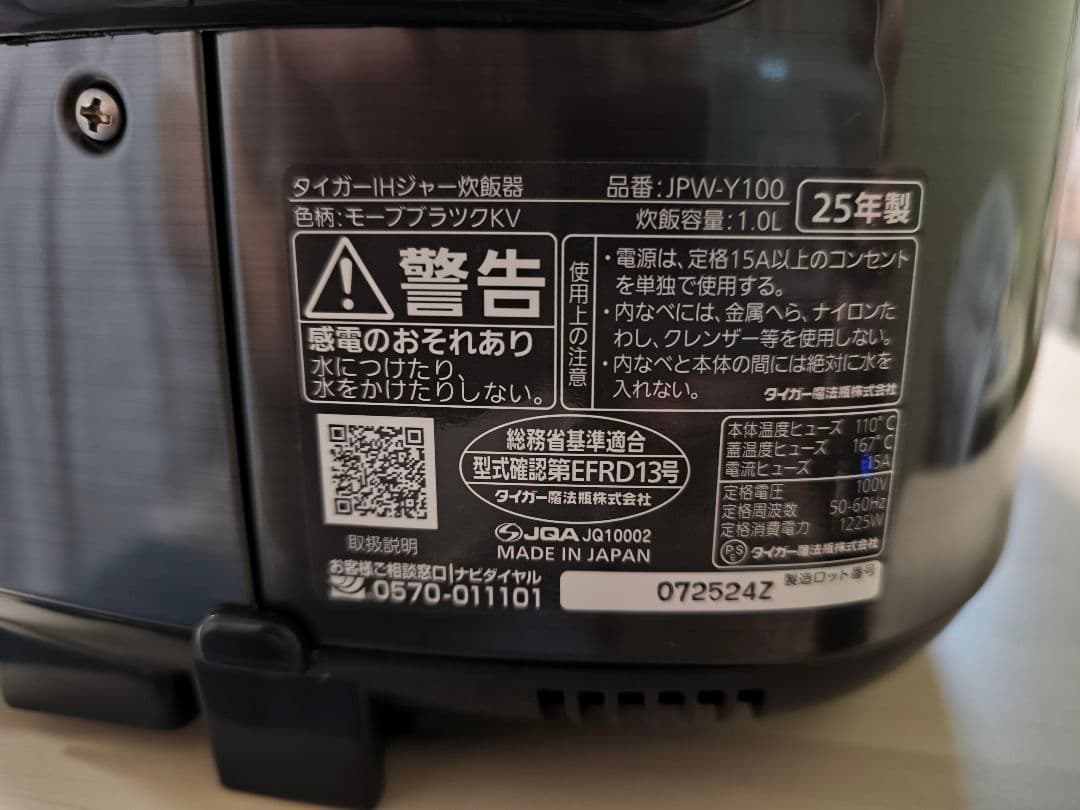 タイガーIHジャー炊飯器
品番:JPW-Y100
25年製
色柄:モーブブラツクKV
炊飯容量:1.0L
警告
感電のおそれあり
水につけたり、
水をかけたりしない。
使用上の注意
・電源は、定格15A以上のコンセント
を単独で使用する。
・内なべには、金属へら、ナイロンた
わし、クレンザー等を使用しない。
・内なべと本体の間には絶対に水を
入れない。
タイガー魔法瓶株式会社
取扱説明
総務省基準適合
型式確認第EFRD13号
タイガー魔法瓶株式会社
JQA JQ10002
MADE IN JAPAN
本体温度ヒューズ 110°C
蓋温度ヒューズ 167°C
電流ヒューズ 15A
定格電圧 100V
定格周波数 50-60Hz
定格消費電力 1225W
PSE タイガー魔法瓶株式会社
お客様ご相談窓口|ナビダイヤル
0570-011101
製造ロット番号
072524Z